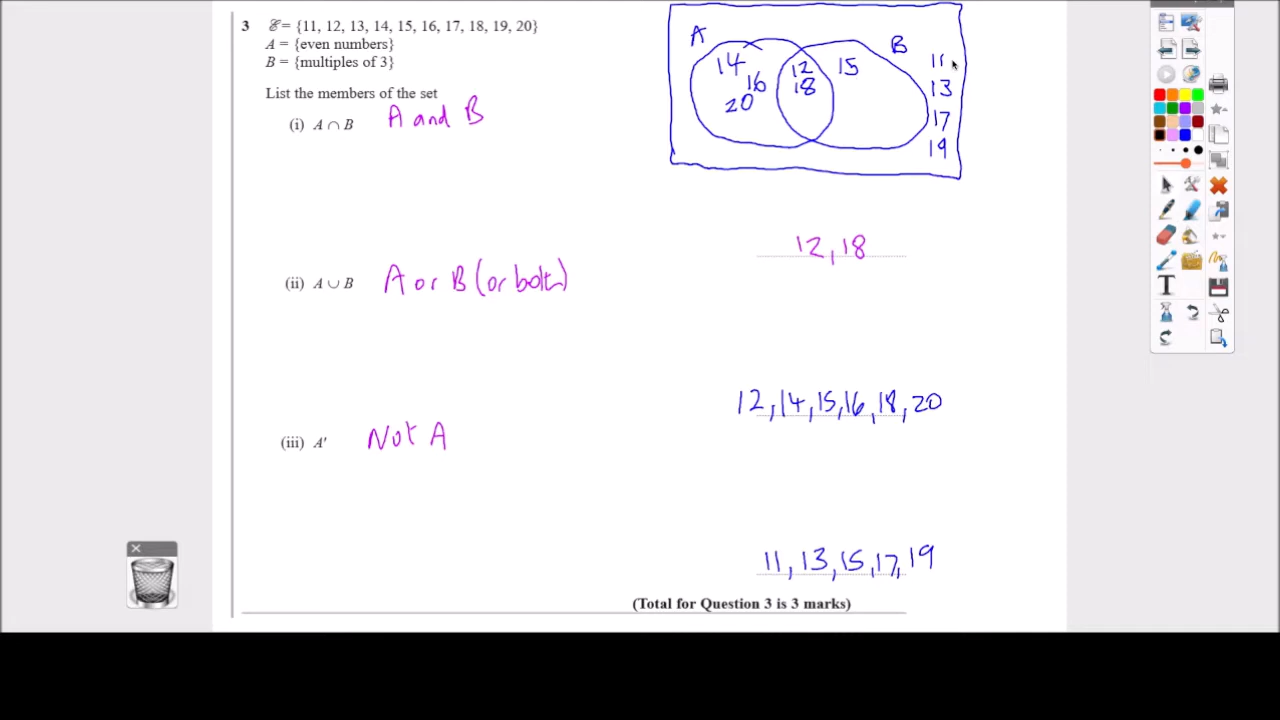 3 ℰ = {11, 12, 13, 14, 15, 16, 17, 18, 19, 20}
A = {even numbers}
B = {multiples of 3}
List the members of the set
(i) A ∩ B A and B
A B
14 12 15 11
16 18 13
20 17
19
12, 18
(ii) A ∪ B A or B (or both)
12, 14, 15, 16, 18, 20
(iii) A' Not A
11, 13, 15, 17, 19
(Total for Question 3 is 3 marks)
T